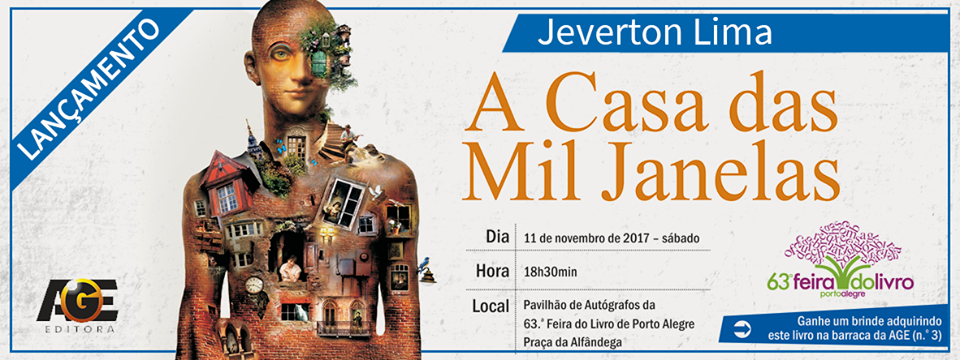 LANÇAMENTO
Jeverton Lima
A Casa das
Mil Janelas
Dia 11 de novembro de 2017 – sábado
Hora 18h30min
Local Pavilhão de Autógrafos da
63.ª Feira do Livro de Porto Alegre
Praça da Alfândega
AGE
EDITORA
63ª feira do livro
porto alegre
Ganhe um brinde adquirindo
este livro na barraca da AGE (n.º 3)